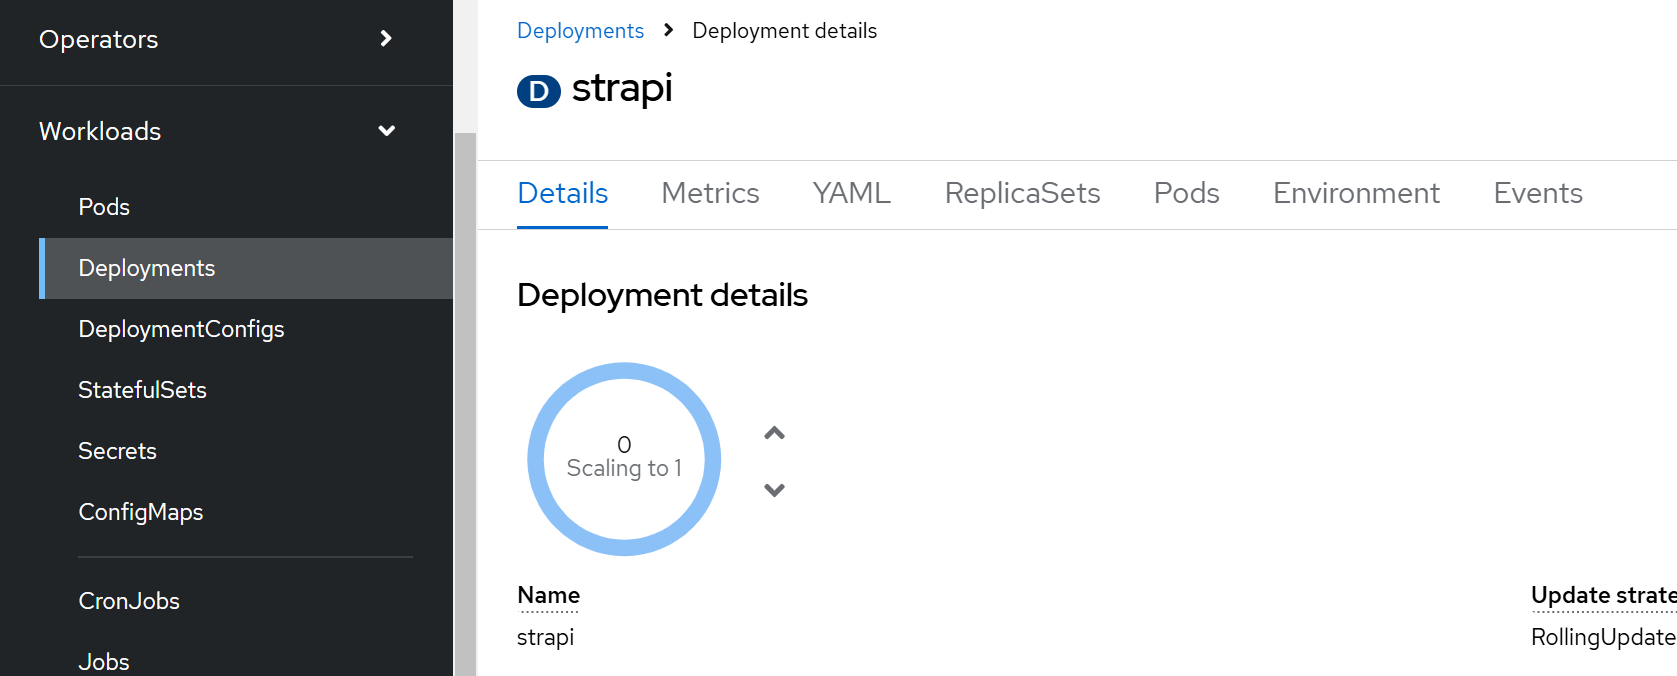 Operators
Workloads
Pods
Deployments
DeploymentConfigs
StatefulSets
Secrets
ConfigMaps
CronJobs
Jobs
Deployments > Deployment details
D strapi
Details Metrics YAML ReplicaSets Pods Environment Events
Deployment details
0
Scaling to 1
Name
strapi
Update strate
RollingUpdate